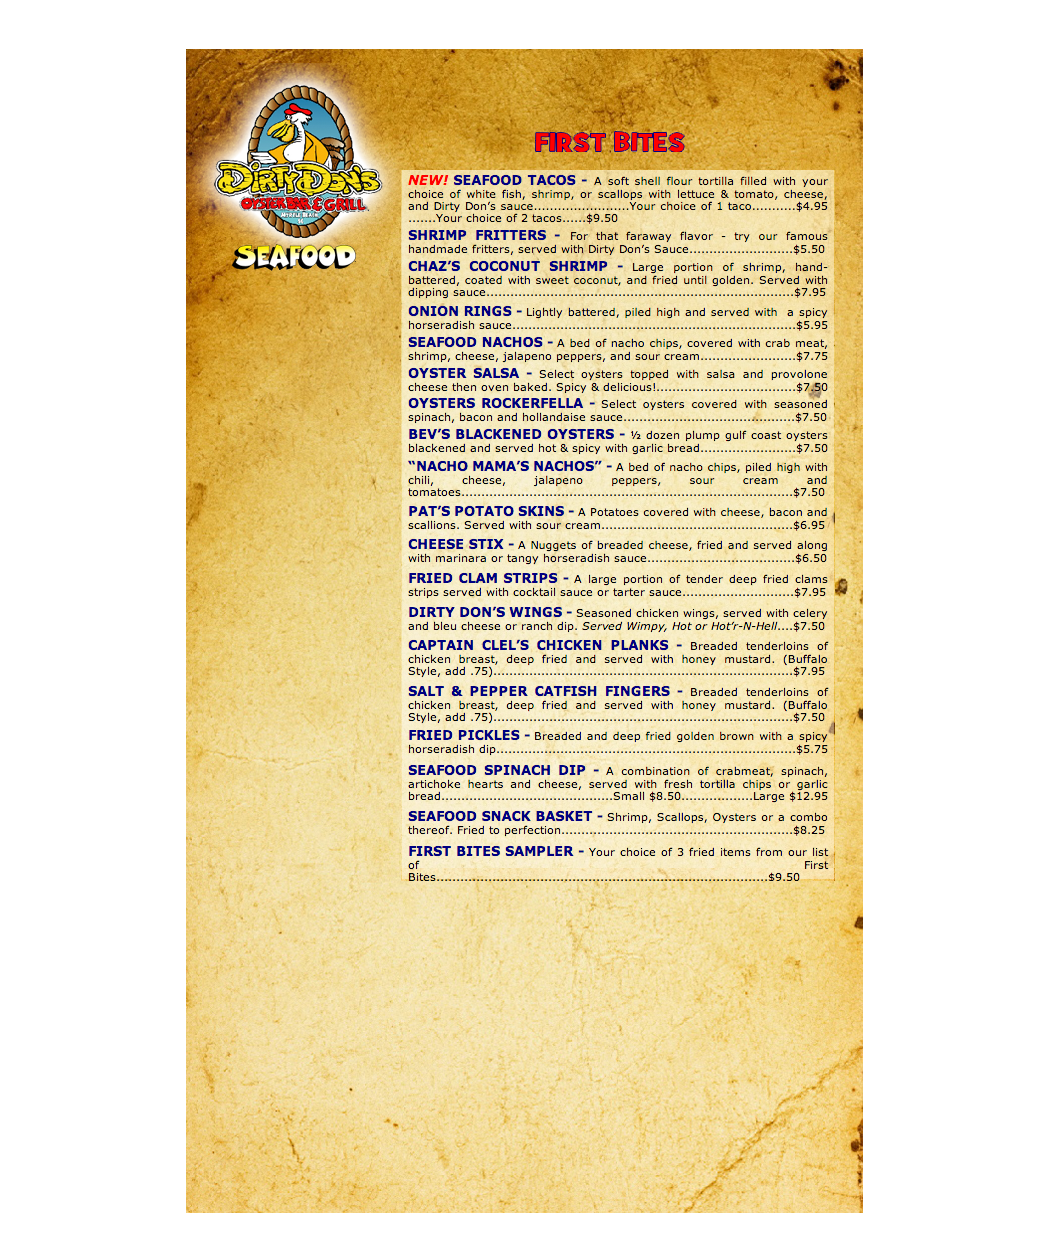 DIRTY DON'S
OYSTER BAR & GRILL
MYRTLE BEACH
SC
SEAFOOD
FIRST BITES
NEW! SEAFOOD TACOS - A soft shell flour tortilla filled with your
choice of white fish, shrimp, or scallops with lettuce & tomato, cheese,
and Dirty Don's sauce........................Your choice of 1 taco...........$4.95
.......Your choice of 2 tacos......$9.50
SHRIMP FRITTERS - For that faraway flavor - try our famous
handmade fritters, served with Dirty Don's Sauce..........................$5.50
CHAZ'S COCONUT SHRIMP - Large portion of shrimp, hand-
battered, coated with sweet coconut, and fried until golden. Served with
dipping sauce.............................................................................$7.95
ONION RINGS - Lightly battered, piled high and served with a spicy
horseradish sauce.......................................................................$5.95
SEAFOOD NACHOS - A bed of nacho chips, covered with crab meat,
shrimp, cheese, jalapeno peppers, and sour cream........................$7.75
OYSTER SALSA - Select oysters topped with salsa and provolone
cheese then oven baked. Spicy & delicious!...................................$7.50
OYSTERS ROCKERFELLA - Select oysters covered with seasoned
spinach, bacon and hollandaise sauce...........................................$7.50
BEV'S BLACKENED OYSTERS - ½ dozen plump gulf coast oysters
blackened and served hot & spicy with garlic bread........................$7.50
“NACHO MAMA'S NACHOS” - A bed of nacho chips, piled high with
chili, cheese, jalapeno peppers, sour cream and
tomatoes...................................................................................$7.50
PAT'S POTATO SKINS - A Potatoes covered with cheese, bacon and
scallions. Served with sour cream................................................$6.95
CHEESE STIX - A Nuggets of breaded cheese, fried and served along
with marinara or tangy horseradish sauce.....................................$6.50
FRIED CLAM STRIPS - A large portion of tender deep fried clams
strips served with cocktail sauce or tarter sauce............................$7.95
DIRTY DON'S WINGS - Seasoned chicken wings, served with celery
and bleu cheese or ranch dip. Served Wimpy, Hot or Hot'r-N-Hell....$7.50
CAPTAIN CLEL'S CHICKEN PLANKS - Breaded tenderloins of
chicken breast, deep fried and served with honey mustard. (Buffalo
Style, add .75)...........................................................................$7.95
SALT & PEPPER CATFISH FINGERS - Breaded tenderloins of
chicken breast, deep fried and served with honey mustard. (Buffalo
Style, add .75)...........................................................................$7.50
FRIED PICKLES - Breaded and deep fried golden brown with a spicy
horseradish dip...........................................................................$5.75
SEAFOOD SPINACH DIP - A combination of crabmeat, spinach,
artichoke hearts and cheese, served with fresh tortilla chips or garlic
bread...........................................Small $8.50..................Large $12.95
SEAFOOD SNACK BASKET - Shrimp, Scallops, Oysters or a combo
thereof. Fried to perfection..........................................................$8.25
FIRST BITES SAMPLER - Your choice of 3 fried items from our list
of First
Bites...................................................................................$9.50